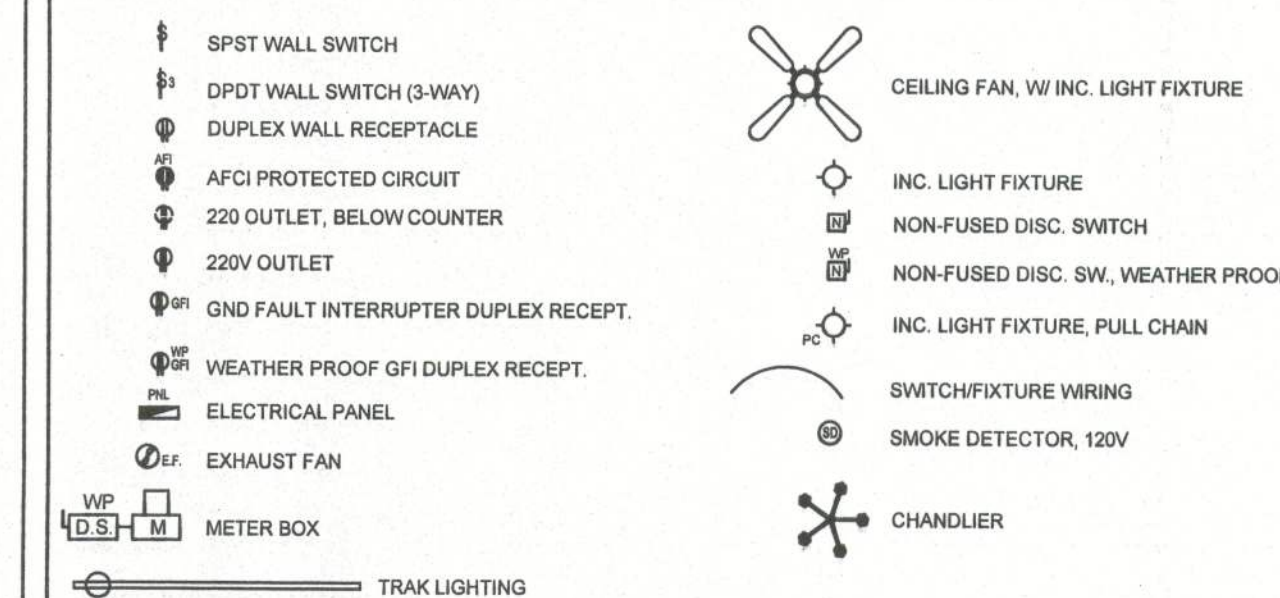 $ SPST WALL SWITCH
$3 DPDT WALL SWITCH (3-WAY)
DUPLEX WALL RECEPTACLE
AFI
AFCI PROTECTED CIRCUIT
220 OUTLET, BELOW COUNTER
220V OUTLET
GFI GND FAULT INTERRUPTER DUPLEX RECEPT.
WP
GFI WEATHER PROOF GFI DUPLEX RECEPT.
PNL
ELECTRICAL PANEL
E.F. EXHAUST FAN
WP
D.S. M METER BOX
TRAK LIGHTING
CEILING FAN, W/ INC. LIGHT FIXTURE
INC. LIGHT FIXTURE
N NON-FUSED DISC. SWITCH
WP
N NON-FUSED DISC. SW., WEATHER PROOF
PC INC. LIGHT FIXTURE, PULL CHAIN
SWITCH/FIXTURE WIRING
SD SMOKE DETECTOR, 120V
CHANDLIER